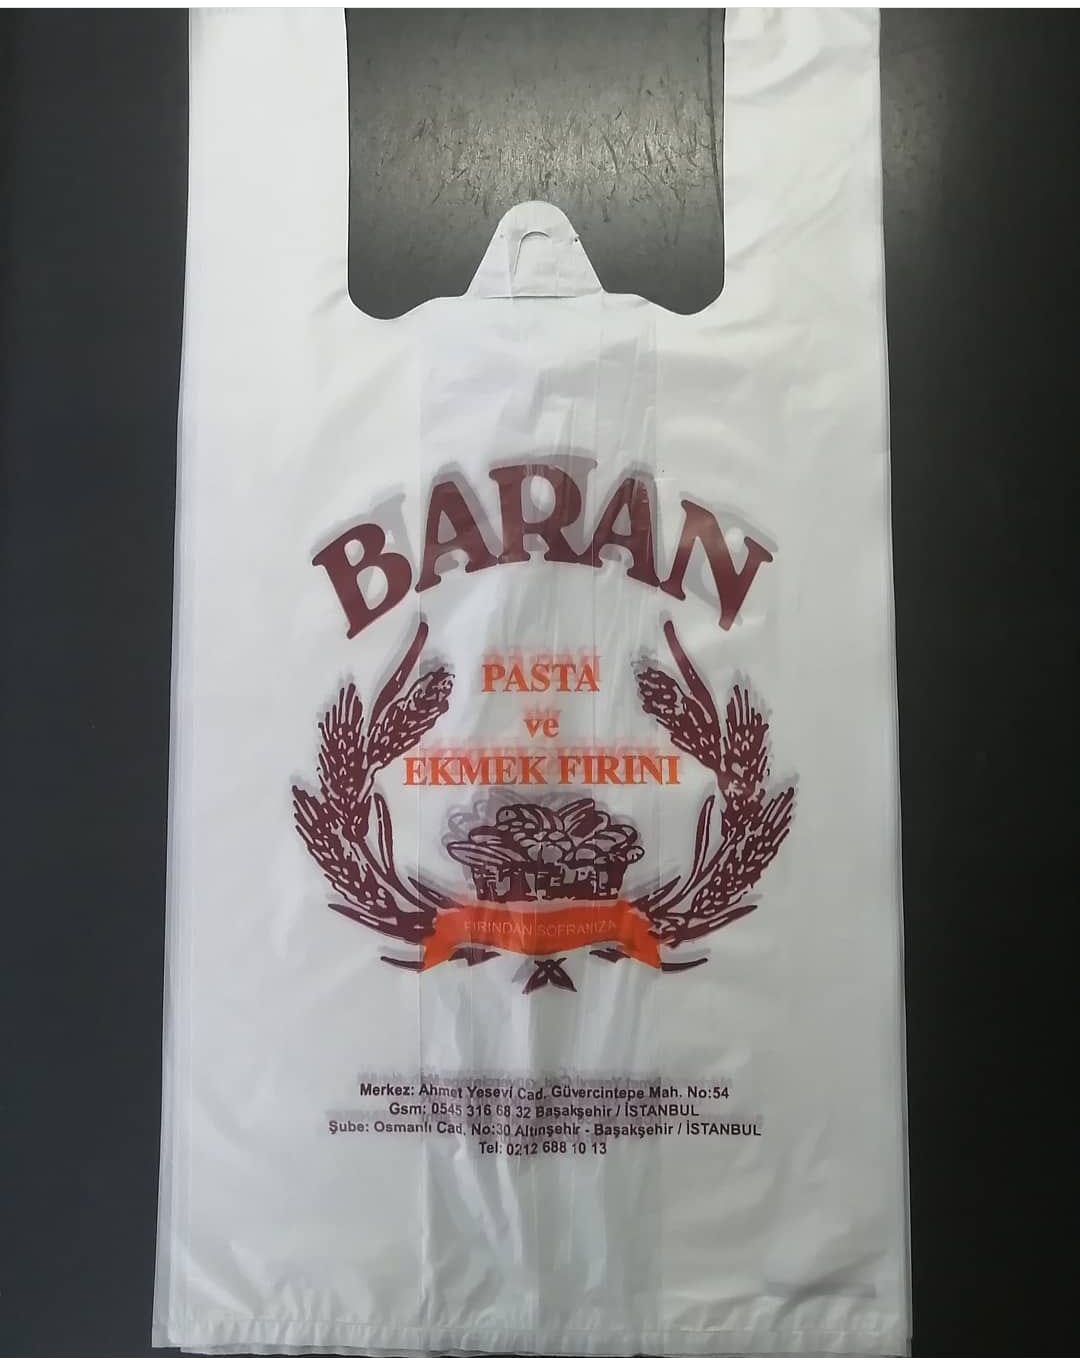 BARAN
PASTA
ve
EKMEK FIRINI
FIRINDAN SOFRANIZA
Merkez: Ahmet Yesevi Cad. Güvercintepe Mah. No:54
Gsm: 0545 316 68 32 Başakşehir / İSTANBUL
Şube: Osmanlı Cad. No:30 Altınşehir - Başakşehir / İSTANBUL
Tel: 0212 688 10 13